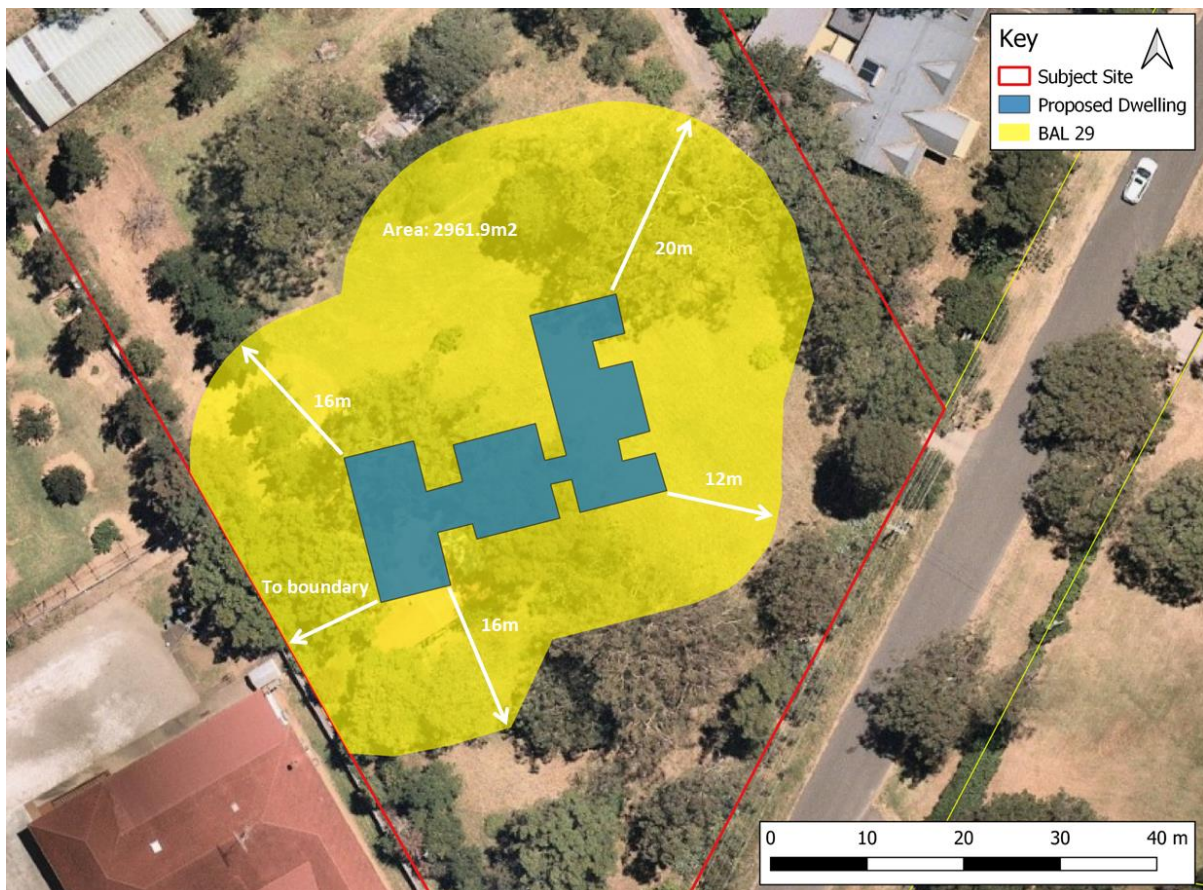 Key
Subject Site
Proposed Dwelling
BAL 29
Area: 2961.9m2
20m
16m
12m
To boundary
16m
0 10 20 30 40 m